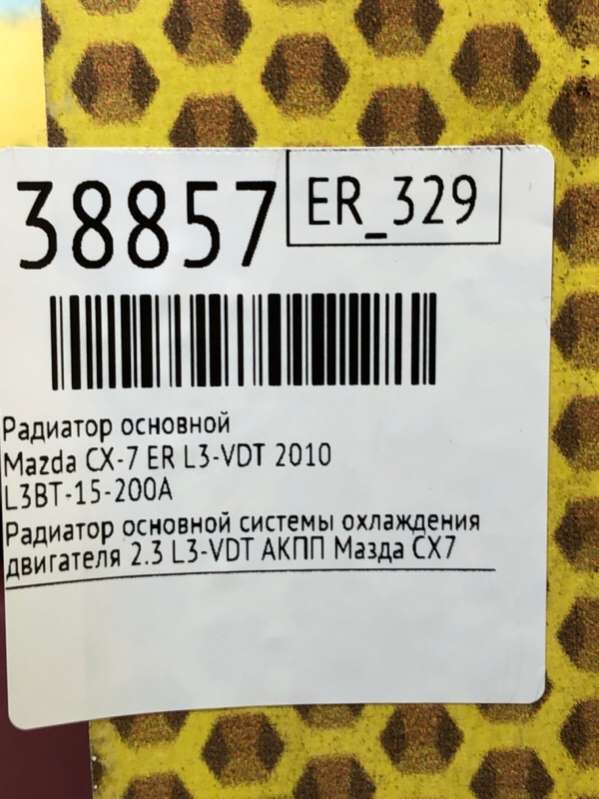 38857
ER_329
Радиатор основной
Mazda CX-7 ER L3-VDT 2010
L3BT-15-200A
Радиатор основной системы охлаждения
двигателя 2.3 L3-VDT АКПП Мазда CX7